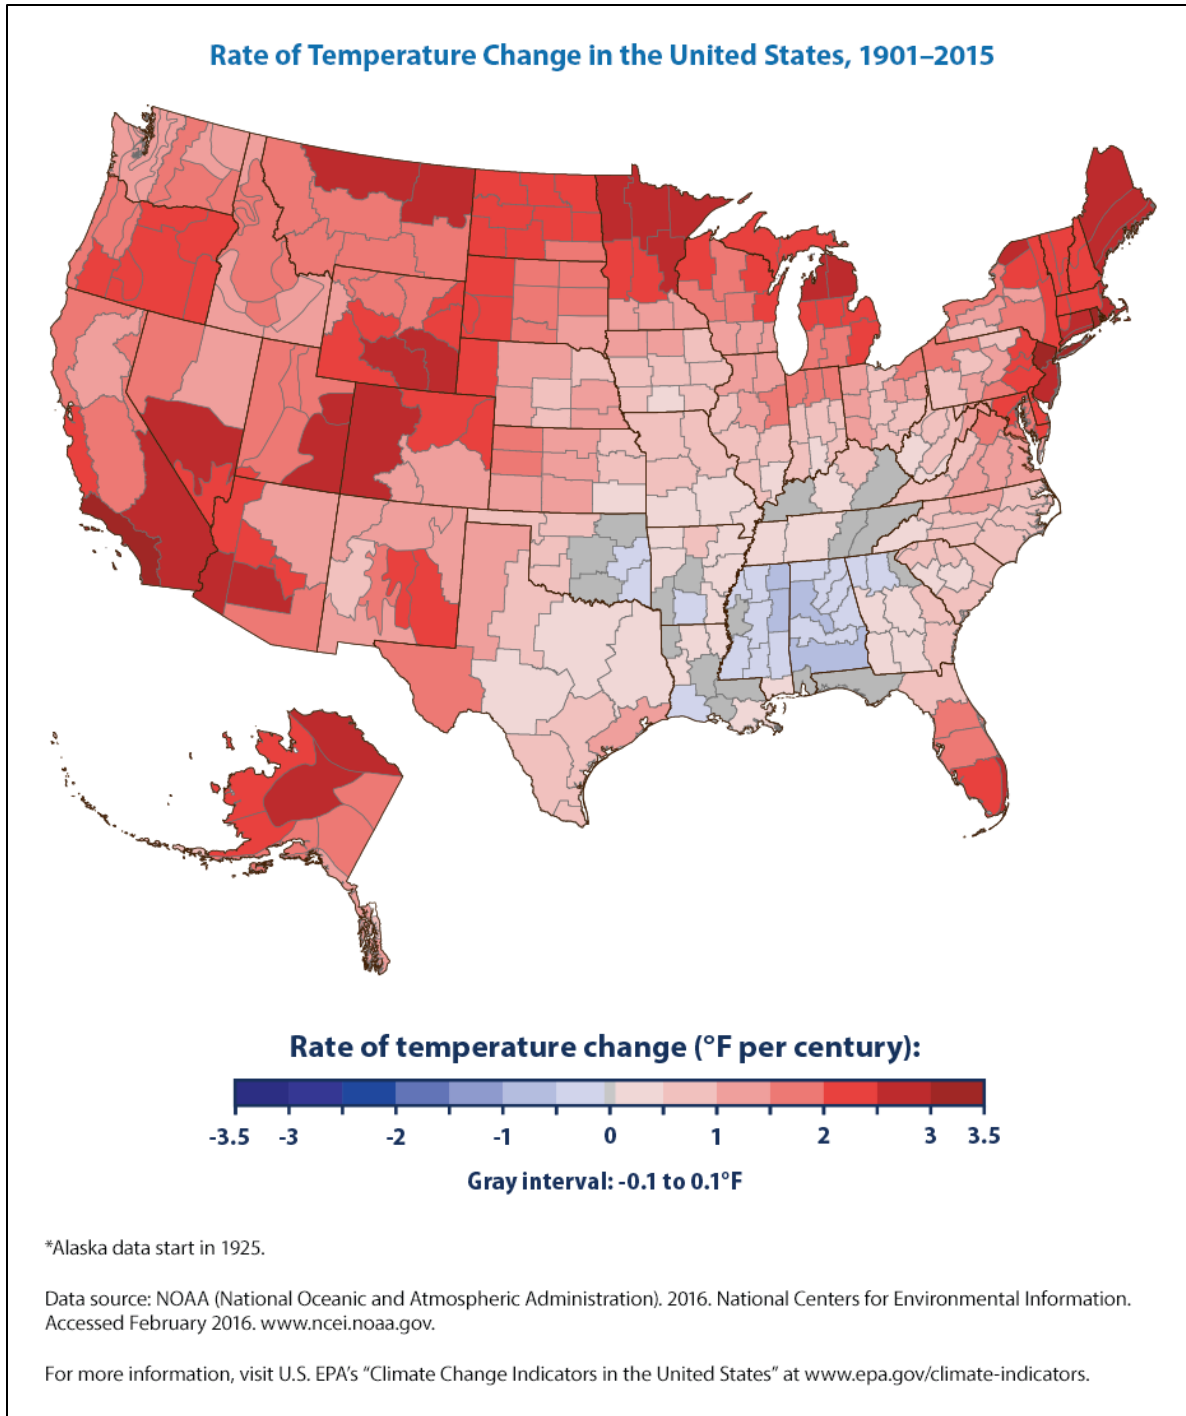 Rate of Temperature Change in the United States, 1901–2015
Rate of temperature change (°F per century):
-3.5 -3 -2 -1 0 1 2 3 3.5
Gray interval: -0.1 to 0.1°F
*Alaska data start in 1925.
Data source: NOAA (National Oceanic and Atmospheric Administration). 2016. National Centers for Environmental Information.
Accessed February 2016. www.ncei.noaa.gov.
For more information, visit U.S. EPA's “Climate Change Indicators in the United States” at www.epa.gov/climate-indicators.